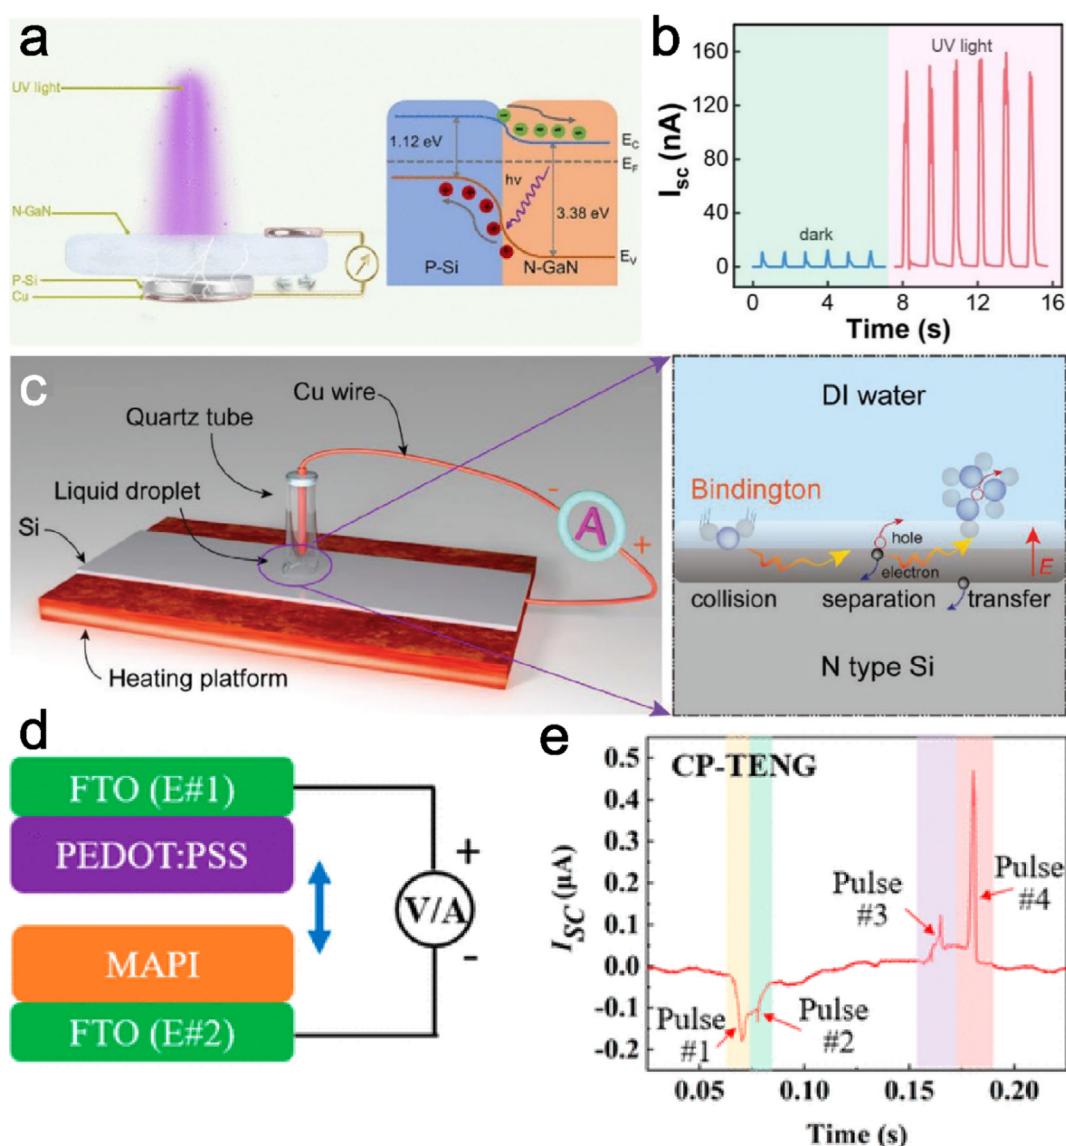 a
UV light
N-GaN
P-Si
Cu
1.12 eV
hv
3.38 eV
E_C
E_F
E_V
P-Si
N-GaN
b
I_sc (nA)
160
120
80
40
0
dark
UV light
0
4
8
12
16
Time (s)
c
Cu wire
Quartz tube
Liquid droplet
Si
Heating platform
A
-
+
DI water
Bindington
hole
electron
E
collision
separation
transfer
N type Si
d
FTO (E#1)
PEDOT:PSS
MAPI
FTO (E#2)
+
V/A
-
e
CP-TENG
I_SC (μA)
0.5
0.4
0.3
0.2
0.1
0.0
-0.1
-0.2
Pulse
#1
Pulse
#2
Pulse
#3
Pulse
#4
0.05
0.10
0.15
0.20
Time (s)